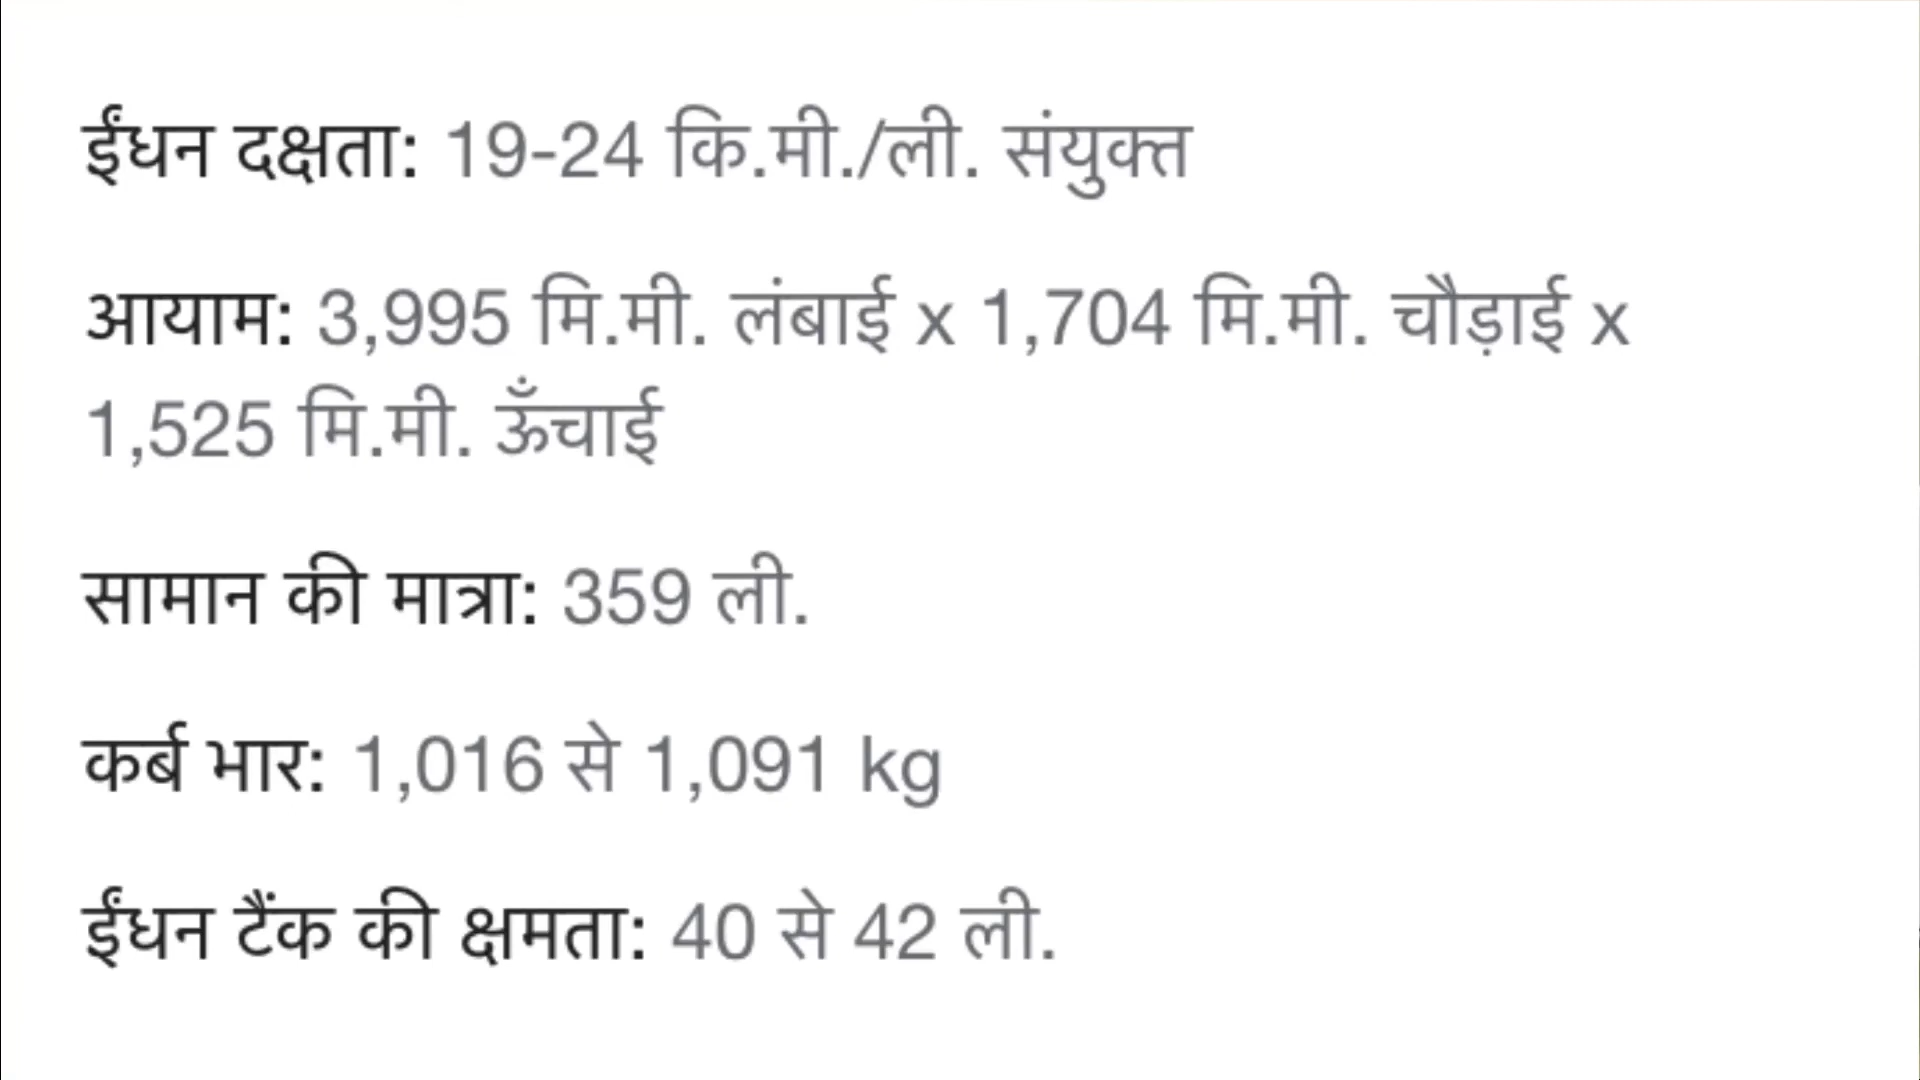 ईंधन दक्षता: 19-24 कि.मी./ली. संयुक्त
आयाम: 3,995 मि.मी. लंबाई x 1,704 मि.मी. चौड़ाई x
1,525 मि.मी. ऊँचाई
सामान की मात्रा: 359 ली.
कर्ब भार: 1,016 से 1,091 kg
ईंधन टैंक की क्षमता: 40 से 42 ली.